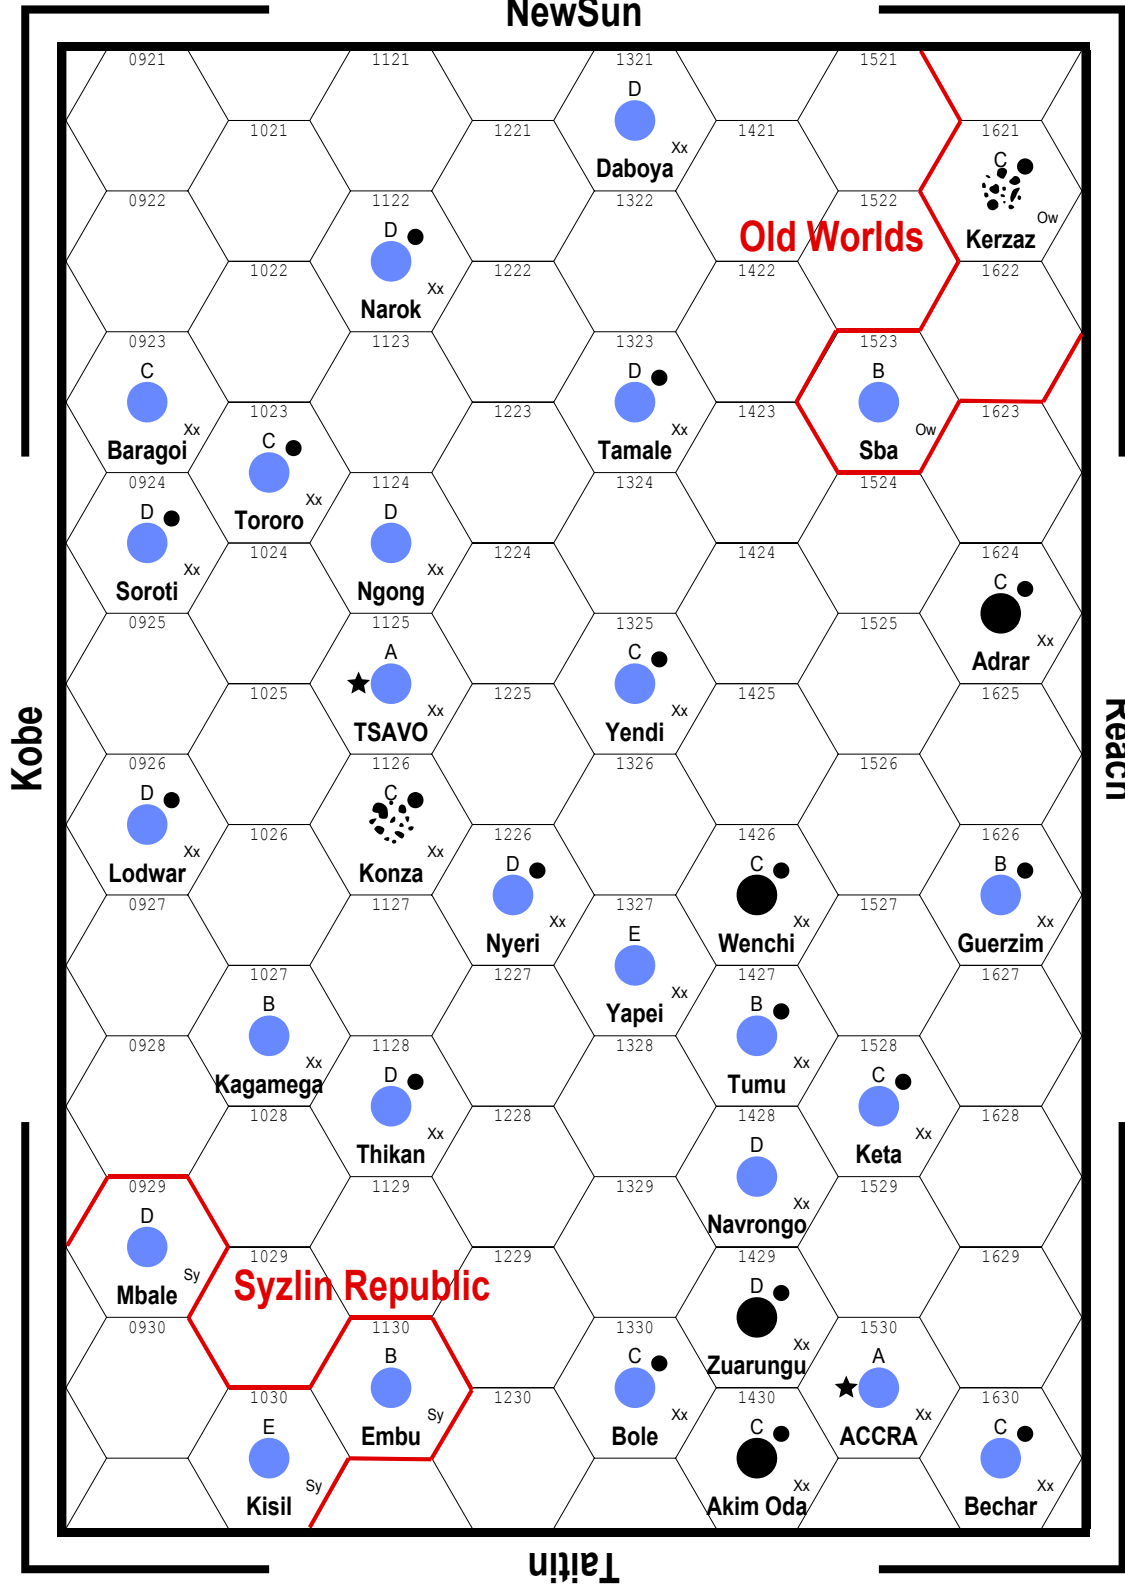 NewSun
0921 1121 1321 1521
D
Xx
Daboya
1021 1221 1421 1621
C
Ow
Kerzaz
0922 1122 1322 1522
D
Xx
Narok
Old Worlds
1022 1222 1422 1622
0923 1123 1323 1523
C D B
Xx Xx Ow
Baragoi Tamale Sba
1023 1223 1423 1623
C
Xx
Tororo
0924 1124 1324 1524
D D
Xx Xx
Soroti Ngong
1024 1224 1424 1624
C
Xx
Adrar
0925 1125 1325 1525
A C
Xx Xx
TSAVO Yendi
1025 1225 1425 1625
Kobe
Reach
0926 1126 1326 1526
D C
Xx Xx
Lodwar Konza
1026 1226 1426 1626
D C B
Xx Xx Xx
Nyeri Wenchi Guerzim
0927 1127 1327 1527
E
Xx
Yapei
1027 1227 1427 1627
B B
Xx Xx
Kagamega Tumu
0928 1128 1328 1528
D C
Xx Xx
Thikan Keta
1028 1228 1428 1628
D
Xx
Navrongo
0929 1129 1329 1529
D
Sy
Mbale
1029 1229 1429 1629
Syzlin Republic
D
Xx
Zuarungu
0930 1130 1330 1530
B C A
Sy Xx Xx
Embu Bole ACCRA
1030 1230 1430 1630
E C C
Sy Xx Xx
Kisil Akim Oda Bechar
Taitin